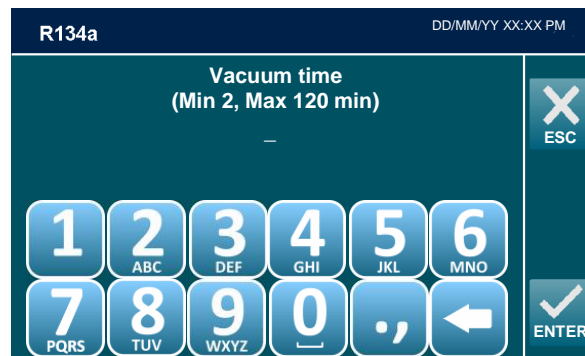 R134a
DD/MM/YY XX:XX PM
Vacuum time
(Min 2, Max 120 min)
_
ESC
1 2 3 4 5 6
ABC DEF GHI JKL MNO
7 8 9 0 .,
PQRS TUV WXYZ
ENTER